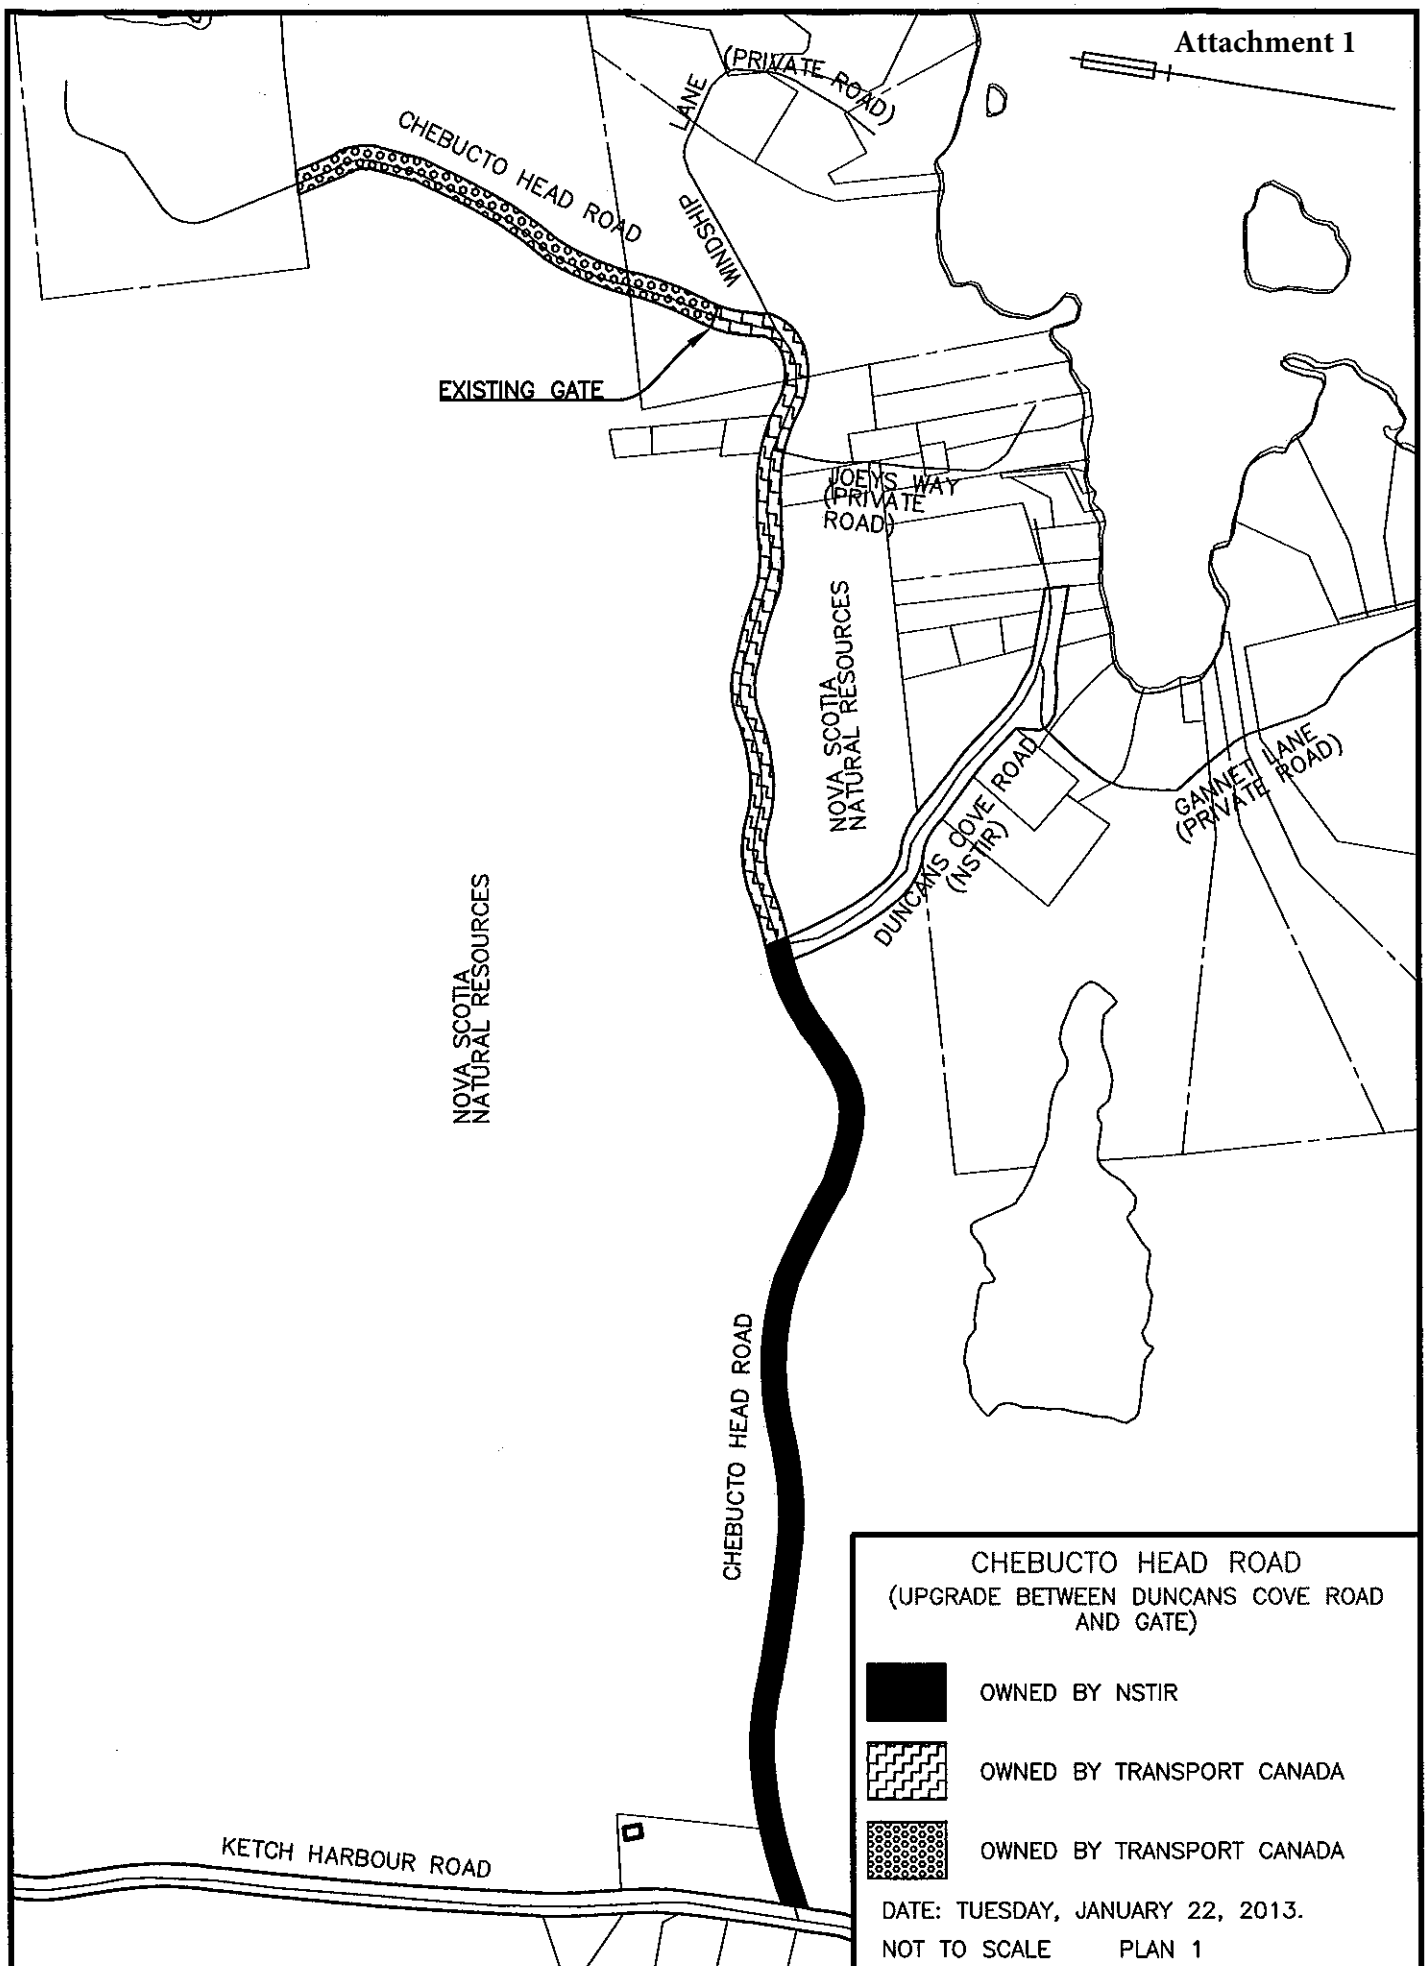 Attachment 1
(PRIVATE ROAD)
WINDSHIP LANE
CHEBUCTO HEAD ROAD
EXISTING GATE
JOEYS WAY
(PRIVATE
ROAD)
NOVA SCOTIA
NATURAL RESOURCES
DUNCANS COVE ROAD
(NSTIR)
GANNET LANE
(PRIVATE ROAD)
NOVA SCOTIA
NATURAL RESOURCES
CHEBUCTO HEAD ROAD
KETCH HARBOUR ROAD
CHEBUCTO HEAD ROAD
(UPGRADE BETWEEN DUNCANS COVE ROAD
AND GATE)
OWNED BY NSTIR
OWNED BY TRANSPORT CANADA
OWNED BY TRANSPORT CANADA
DATE: TUESDAY, JANUARY 22, 2013.
NOT TO SCALE PLAN 1